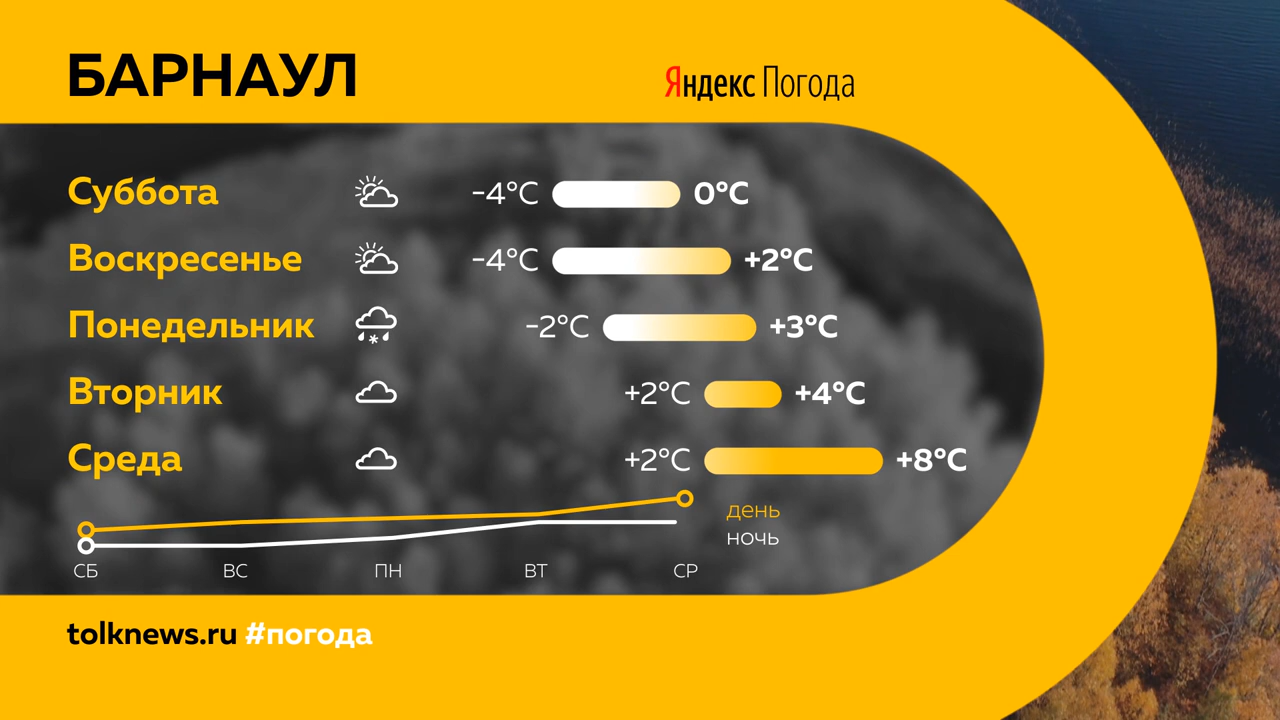 БАРНАУЛ
Яндекс Погода
Суббота -4°C 0°C
Воскресенье -4°C +2°C
Понедельник -2°C +3°C
Вторник +2°C +4°C
Среда +2°C +8°C
день
ночь
СБ ВС ПН ВТ СР
tolknews.ru #погода